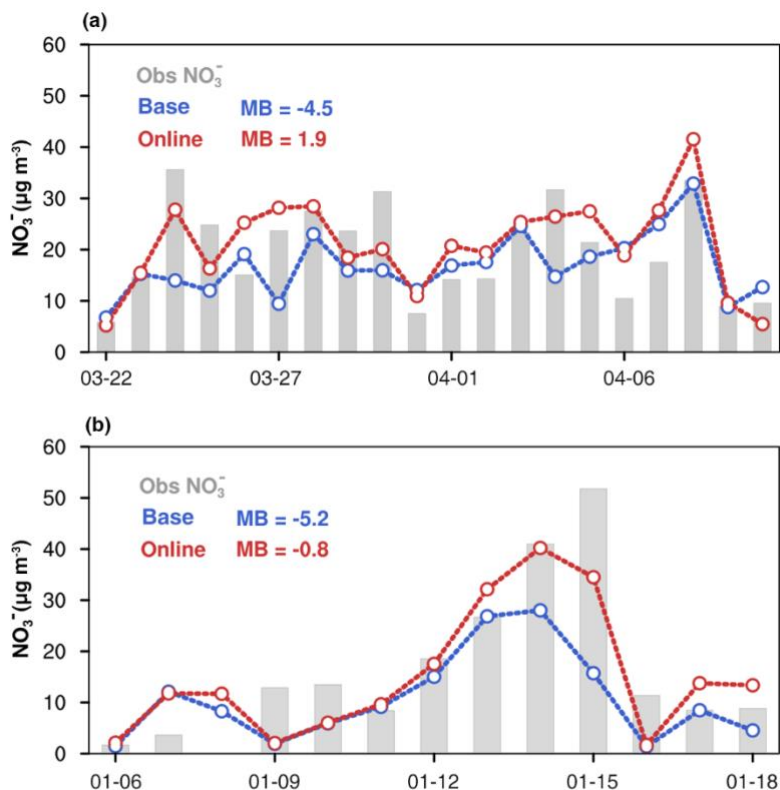 (a)
60
50
40
30
20
10
0
NO₃⁻ (μg m⁻³)
Obs NO₃⁻
Base MB = -4.5
Online MB = 1.9
03-22 03-27 04-01 04-06
(b)
60
50
40
30
20
10
0
NO₃⁻ (μg m⁻³)
Obs NO₃⁻
Base MB = -5.2
Online MB = -0.8
01-06 01-09 01-12 01-15 01-18